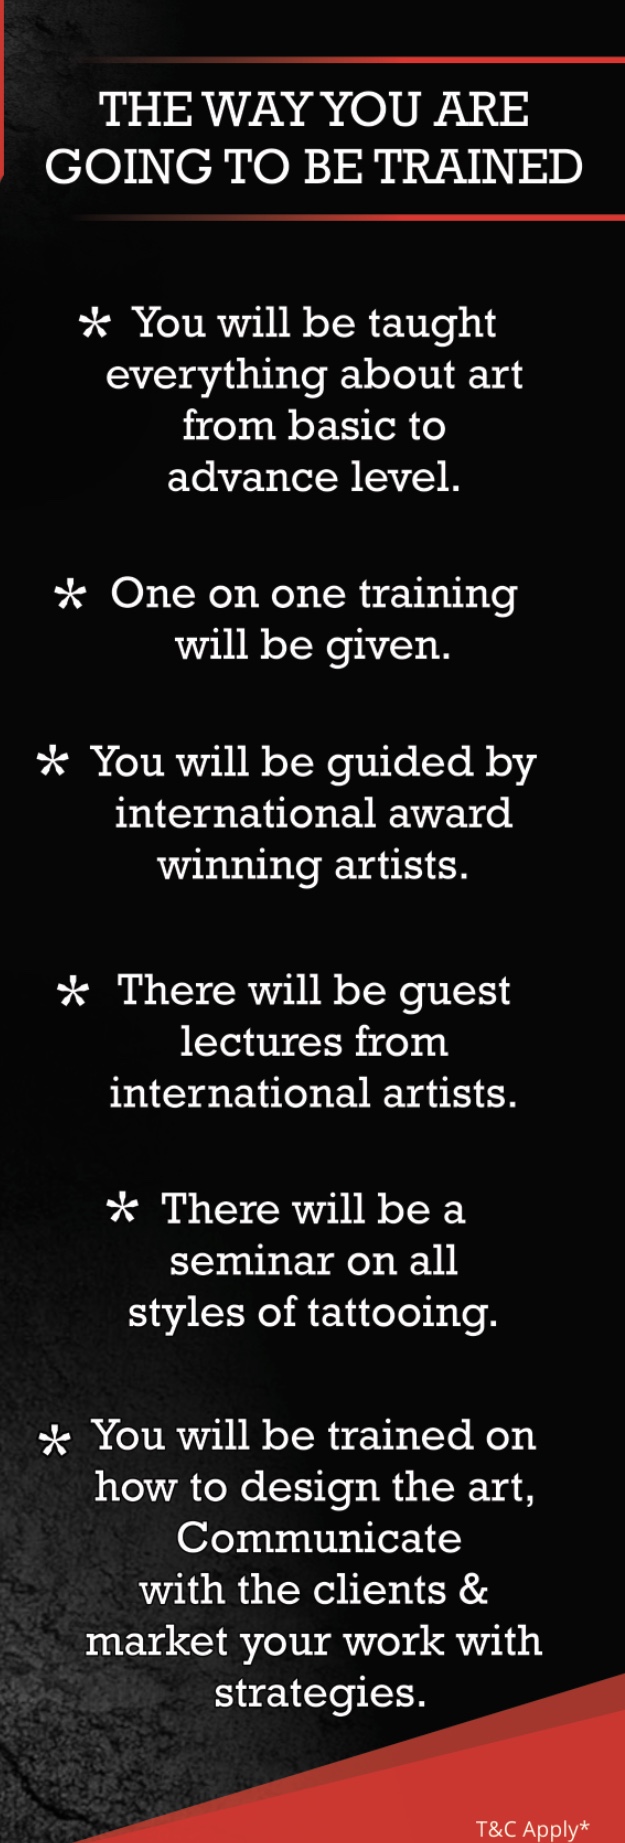 THE WAY YOU ARE
GOING TO BE TRAINED
* You will be taught
everything about art
from basic to
advance level.
* One on one training
will be given.
* You will be guided by
international award
winning artists.
* There will be guest
lectures from
international artists.
* There will be a
seminar on all
styles of tattooing.
* You will be trained on
how to design the art,
Communicate
with the clients &
market your work with
strategies.
T&C Apply*